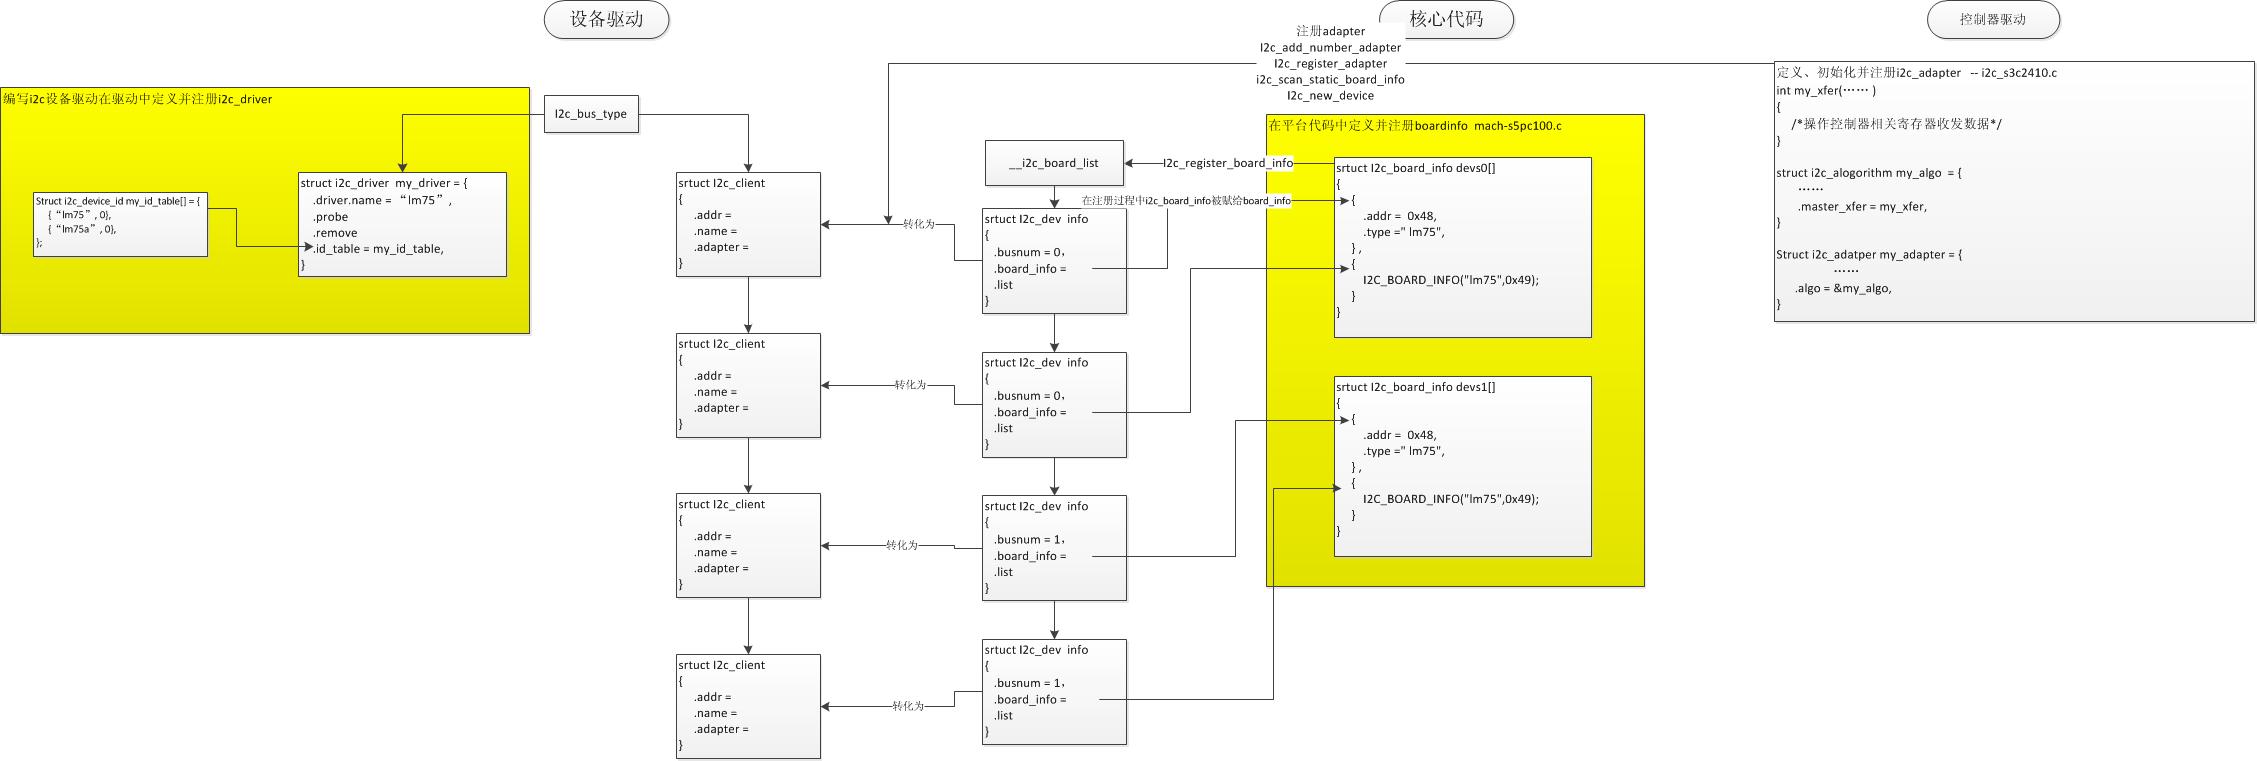 设备驱动
核心代码
控制器驱动
注册adapter
I2c_add_number_adapter
I2c_register_adapter
i2c_scan_static_board_info
I2c_new_device
编写i2c设备驱动在驱动中定义并注册i2c_driver
Struct i2c_device_id my_id_table[] = {
{ “lm75”, 0},
{ “lm75a”, 0},
};
struct i2c_driver my_driver = {
.driver.name = “lm75”,
.probe
.remove
.id_table = my_id_table,
}
I2c_bus_type
srtuct I2c_client
{
.addr =
.name =
.adapter =
}
srtuct I2c_client
{
.addr =
.name =
.adapter =
}
srtuct I2c_client
{
.addr =
.name =
.adapter =
}
srtuct I2c_client
{
.addr =
.name =
.adapter =
}
转化为
转化为
转化为
转化为
__i2c_board_list
I2c_register_board_info
在注册过程中i2c_board_info被赋给board_info
srtuct I2c_dev info
{
.busnum = 0，
.board_info =
.list
}
srtuct I2c_dev info
{
.busnum = 0，
.board_info =
.list
}
srtuct I2c_dev info
{
.busnum = 1，
.board_info =
.list
}
srtuct I2c_dev info
{
.busnum = 1，
.board_info =
.list
}
在平台代码中定义并注册boardinfo mach-s5pc100.c
srtuct I2c_board_info devs0[]
{
{
.addr = 0x48,
.type =" lm75",
} ,
{
I2C_BOARD_INFO("lm75",0x49);
}
}
srtuct I2c_board_info devs1[]
{
{
.addr = 0x48,
.type =" lm75",
} ,
{
I2C_BOARD_INFO("lm75",0x49);
}
}
定义、初始化并注册i2c_adapter -- i2c_s3c2410.c
int my_xfer(…… )
{
/*操作控制器相关寄存器收发数据*/
}
struct i2c_alogorithm my_algo = {
……
.master_xfer = my_xfer,
}
Struct i2c_adatper my_adapter = {
……
.algo = &my_algo,
}